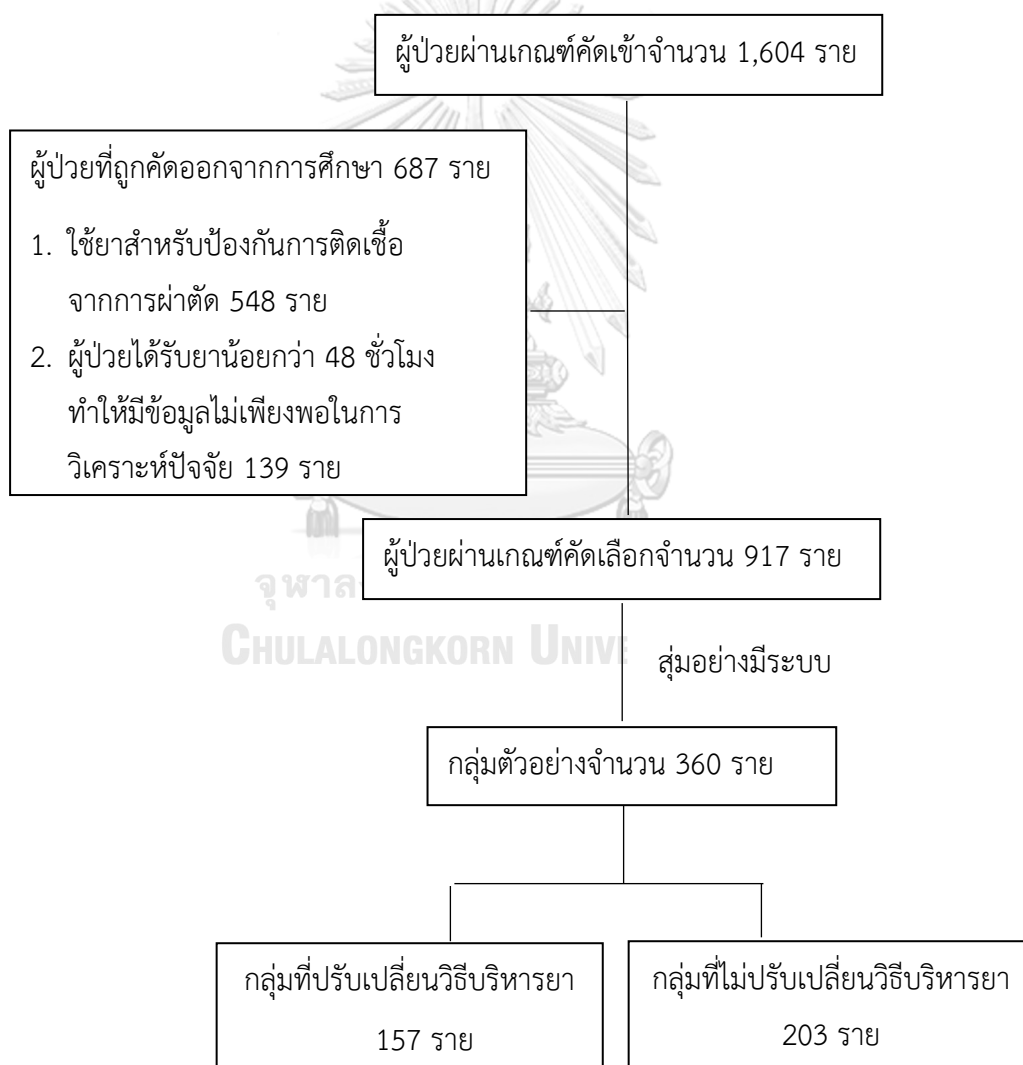 ผู้ป่วยผ่านเกณฑ์คัดเข้าจำนวน 1,604 ราย
ผู้ป่วยที่ถูกคัดออกจากการศึกษา 687 ราย
1. ใช้ยาสำหรับป้องกันการติดเชื้อ
จากการผ่าตัด 548 ราย
2. ผู้ป่วยได้รับยาน้อยกว่า 48 ชั่วโมง
ทำให้มีข้อมูลไม่เพียงพอในการ
วิเคราะห์ปัจจัย 139 ราย
ผู้ป่วยผ่านเกณฑ์คัดเลือกจำนวน 917 ราย
จุฬาล
CHULALONGKORN UNIVE
สุ่มอย่างมีระบบ
กลุ่มตัวอย่างจำนวน 360 ราย
กลุ่มที่ปรับเปลี่ยนวิธีบริหารยา
157 ราย
กลุ่มที่ไม่ปรับเปลี่ยนวิธีบริหารยา
203 ราย